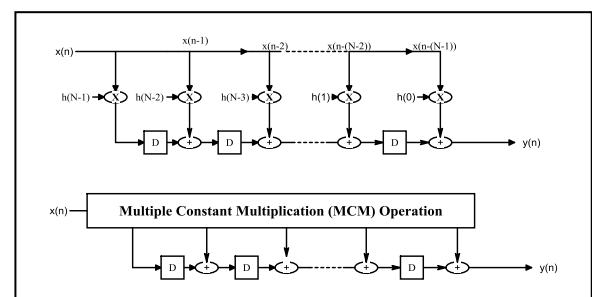 x(n-1) x(n-2) x(n-(N-2)) x(n-(N-1))
x(n)
h(N-1) X h(N-2) X h(N-3) X h(1) X h(0) X
D + D + + D + y(n)
x(n) Multiple Constant Multiplication (MCM) Operation
D + D + + D + y(n)